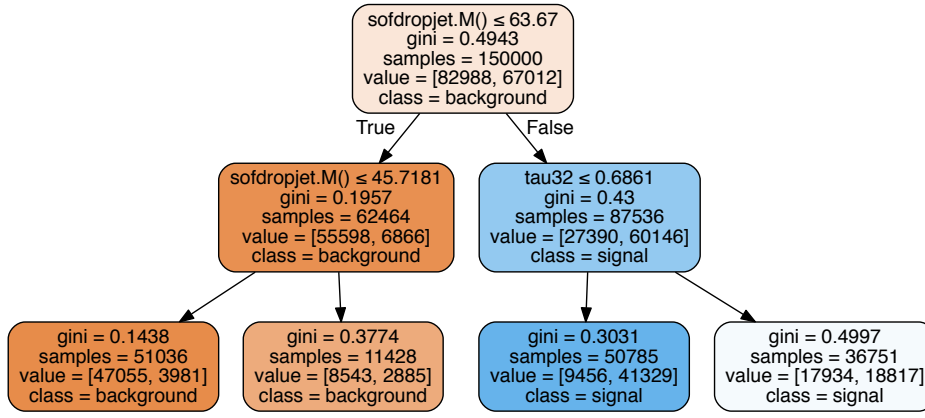 sofdropjet.M() ≤ 63.67
gini = 0.4943
samples = 150000
value = [82988, 67012]
class = background
True
False
sofdropjet.M() ≤ 45.7181
gini = 0.1957
samples = 62464
value = [55598, 6866]
class = background
tau32 ≤ 0.6861
gini = 0.43
samples = 87536
value = [27390, 60146]
class = signal
gini = 0.1438
samples = 51036
value = [47055, 3981]
class = background
gini = 0.3774
samples = 11428
value = [8543, 2885]
class = background
gini = 0.3031
samples = 50785
value = [9456, 41329]
class = signal
gini = 0.4997
samples = 36751
value = [17934, 18817]
class = signal